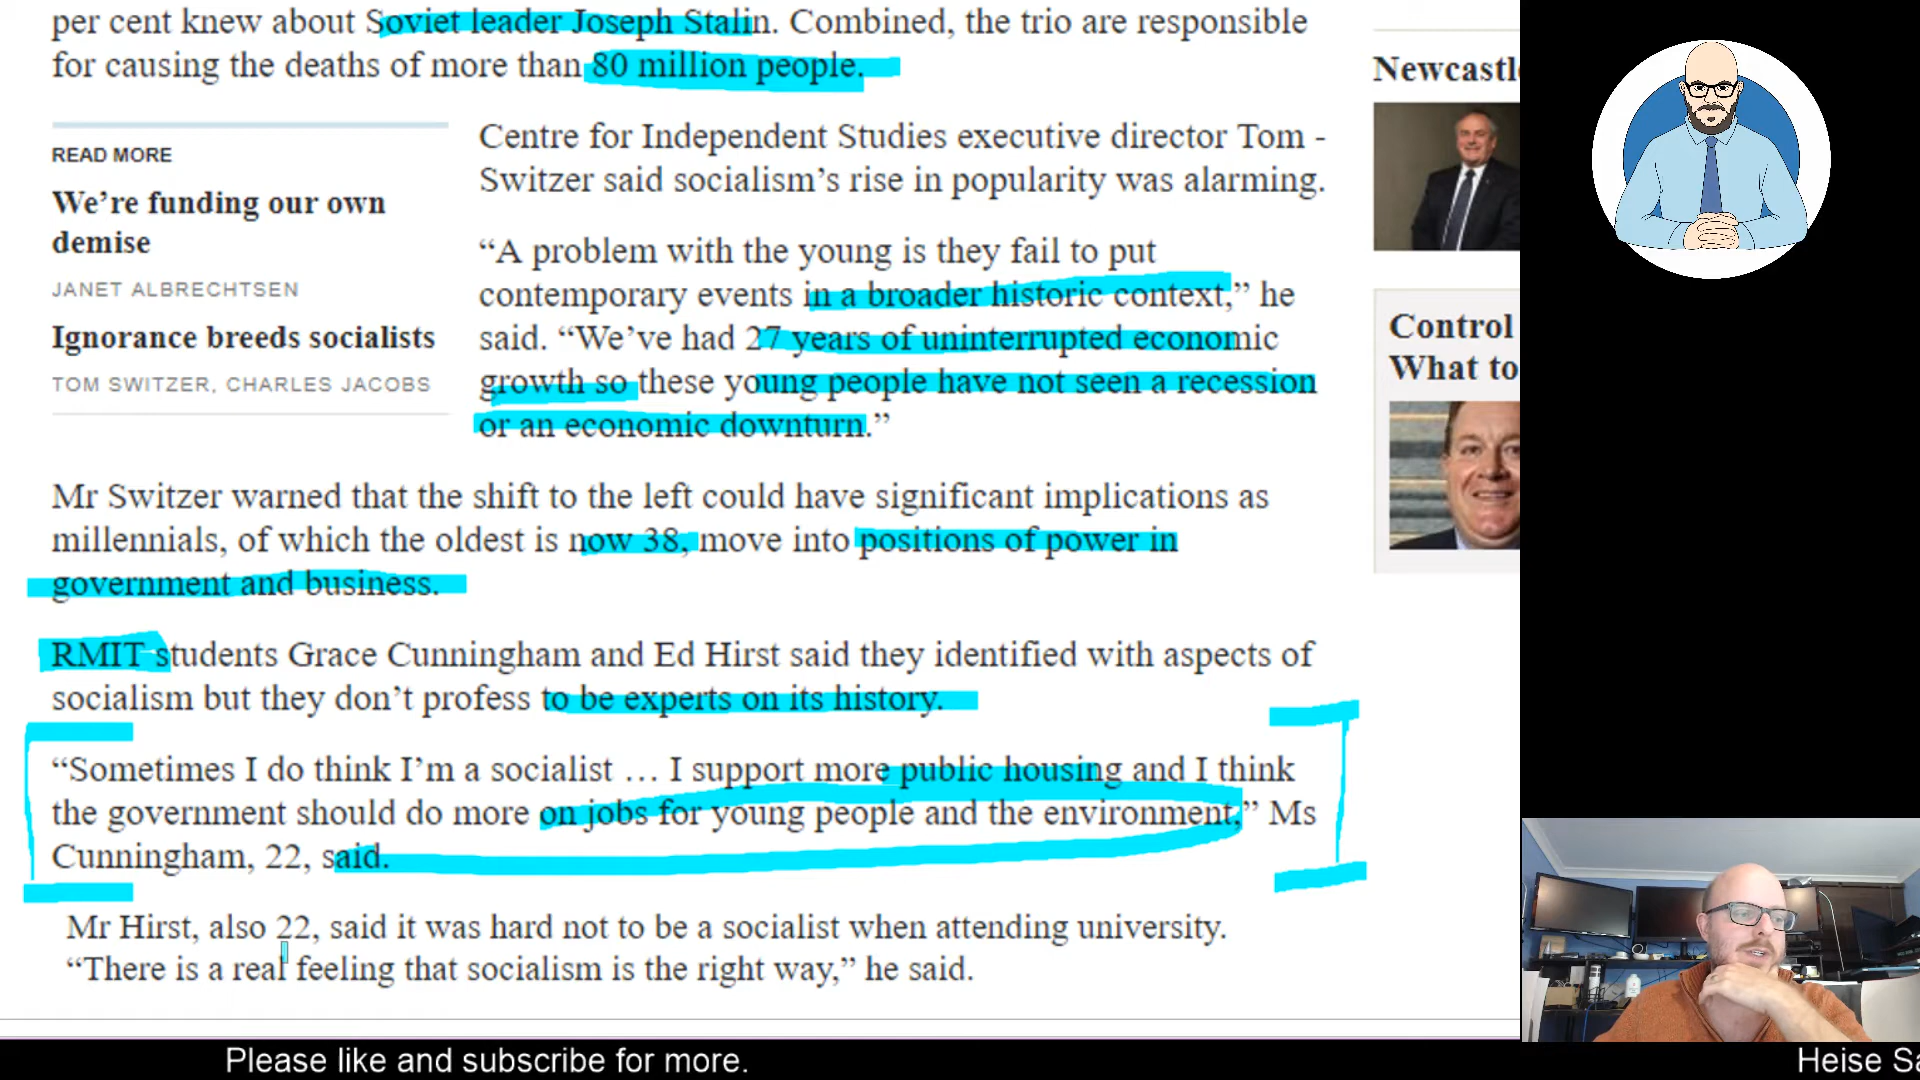 per cent knew about Soviet leader Joseph Stalin. Combined, the trio are responsible
for causing the deaths of more than 80 million people.
READ MORE
We’re funding our own
demise
JANET ALBRECHTSEN
Ignorance breeds socialists
TOM SWITZER, CHARLES JACOBS
Centre for Independent Studies executive director Tom -
Switzer said socialism’s rise in popularity was alarming.
“A problem with the young is they fail to put
contemporary events in a broader historic context,” he
said. “We’ve had 27 years of uninterrupted economic
growth so these young people have not seen a recession
or an economic downturn.”
Mr Switzer warned that the shift to the left could have significant implications as
millennials, of which the oldest is now 38, move into positions of power in
government and business.
RMIT students Grace Cunningham and Ed Hirst said they identified with aspects of
socialism but they don’t profess to be experts on its history.
“Sometimes I do think I’m a socialist … I support more public housing and I think
the government should do more on jobs for young people and the environment,” Ms
Cunningham, 22, said.
Mr Hirst, also 22, said it was hard not to be a socialist when attending university.
“There is a real feeling that socialism is the right way,” he said.
Newcastl
Control
What to
Please like and subscribe for more.
Heise Sa